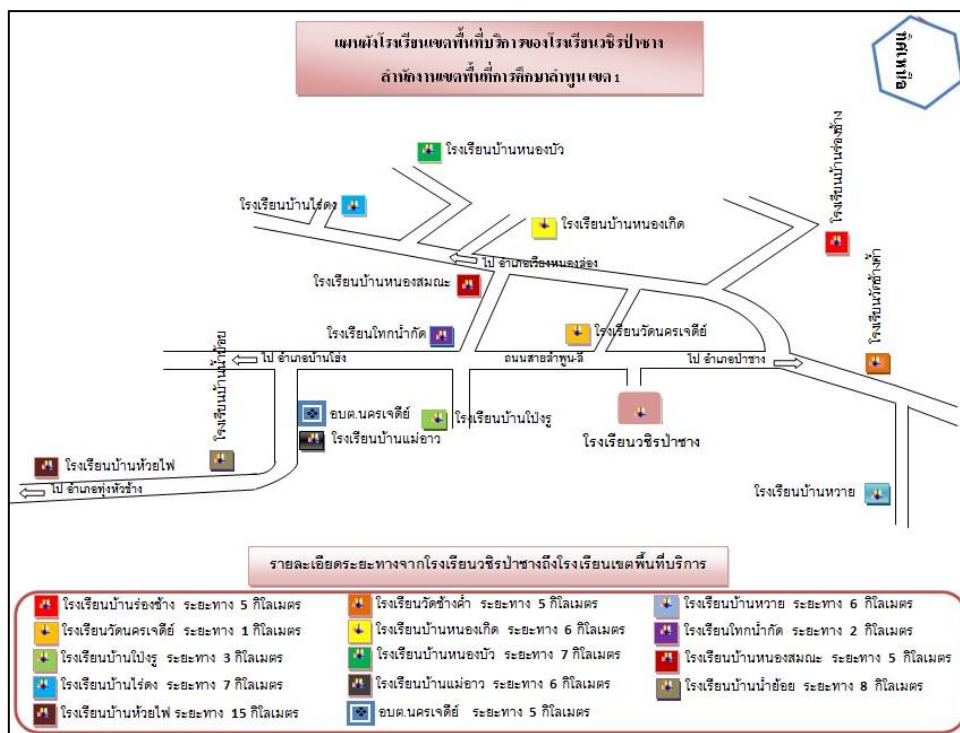 แผนผังโรงเรียนเขตพื้นที่บริการของโรงเรียนวชิรป่าซาง
สำนักงานเขตพื้นที่การศึกษาลำพูน เขต 1
ทิศเหนือ
โรงเรียนบ้านหนองบัว
โรงเรียนบ้านร่องช้าง
โรงเรียนบ้านไร่ดง
โรงเรียนบ้านหนองเกิด
ไป อำเภอเวียงหนองล่อง
โรงเรียนบ้านหนองสมณะ
โรงเรียนวัดช้างค้ำ
โรงเรียนโทกน้ำกัด
โรงเรียนวัดนครเจดีย์
ไป อำเภอบ้านโฮ่ง
ถนนสายลำพูน-ลี้
ไป อำเภอป่าซาง
โรงเรียนบ้านน้ำย้อย
อบต.นครเจดีย์
โรงเรียนบ้านโป่งรู
โรงเรียนบ้านแม่อาว
โรงเรียนวชิรป่าซาง
โรงเรียนบ้านห้วยไฟ
ไป อำเภอทุ่งหัวช้าง
โรงเรียนบ้านหวาย
รายละเอียดระยะทางจากโรงเรียนวชิรป่าซางถึงโรงเรียนเขตพื้นที่บริการ
โรงเรียนบ้านร่องช้าง ระยะทาง 5 กิโลเมตร
โรงเรียนวัดช้างค้ำ ระยะทาง 5 กิโลเมตร
โรงเรียนบ้านหวาย ระยะทาง 6 กิโลเมตร
โรงเรียนวัดนครเจดีย์ ระยะทาง 1 กิโลเมตร
โรงเรียนบ้านหนองเกิด ระยะทาง 6 กิโลเมตร
โรงเรียนโทกน้ำกัด ระยะทาง 2 กิโลเมตร
โรงเรียนบ้านโป่งรู ระยะทาง 3 กิโลเมตร
โรงเรียนบ้านหนองบัว ระยะทาง 7 กิโลเมตร
โรงเรียนบ้านหนองสมณะ ระยะทาง 5 กิโลเมตร
โรงเรียนบ้านไร่ดง ระยะทาง 7 กิโลเมตร
โรงเรียนบ้านแม่อาว ระยะทาง 6 กิโลเมตร
โรงเรียนบ้านน้ำย้อย ระยะทาง 8 กิโลเมตร
โรงเรียนบ้านห้วยไฟ ระยะทาง 15 กิโลเมตร
อบต.นครเจดีย์ ระยะทาง 5 กิโลเมตร